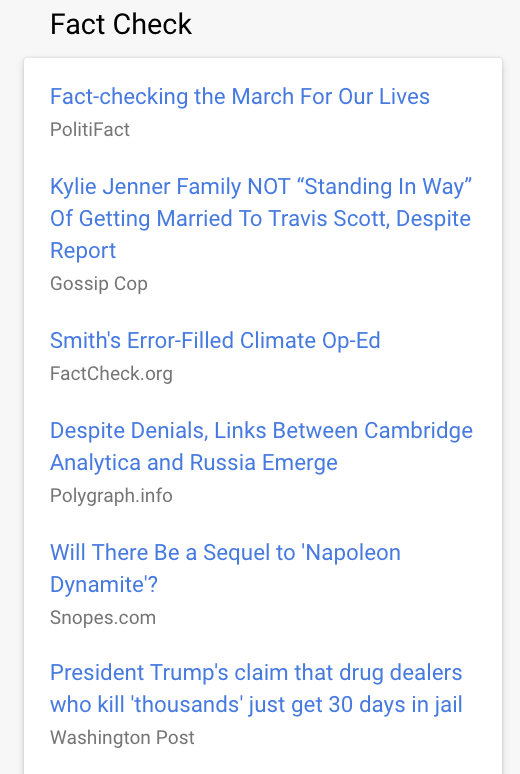 Fact Check
Fact-checking the March For Our Lives
PolitiFact
Kylie Jenner Family NOT “Standing In Way”
Of Getting Married To Travis Scott, Despite
Report
Gossip Cop
Smith's Error-Filled Climate Op-Ed
FactCheck.org
Despite Denials, Links Between Cambridge
Analytica and Russia Emerge
Polygraph.info
Will There Be a Sequel to 'Napoleon
Dynamite'?
Snopes.com
President Trump's claim that drug dealers
who kill 'thousands' just get 30 days in jail
Washington Post